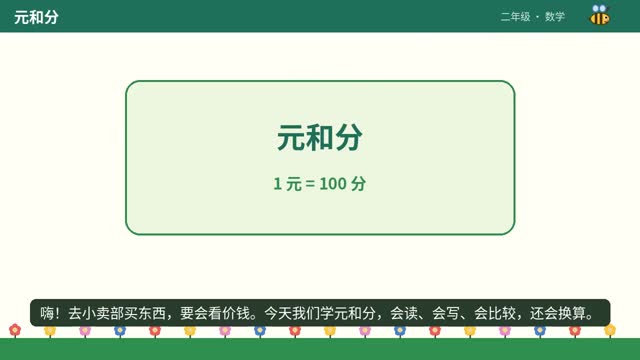 元和分
二年级 · 数学
元和分
1 元 = 100 分
嗨！去小卖部买东西，要会看价钱。今天我们学元和分，会读、会写、会比较，还会换算。